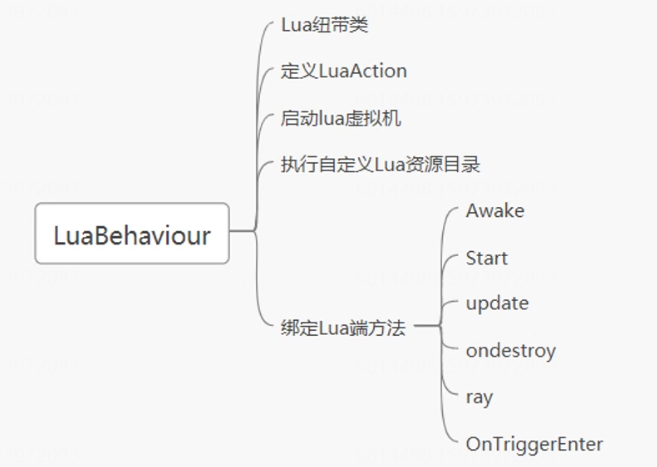 Lua纽带类
定义LuaAction
启动lua虚拟机
执行自定义Lua资源目录
LuaBehaviour
绑定Lua端方法
Awake
Start
update
ondestroy
ray
OnTriggerEnter